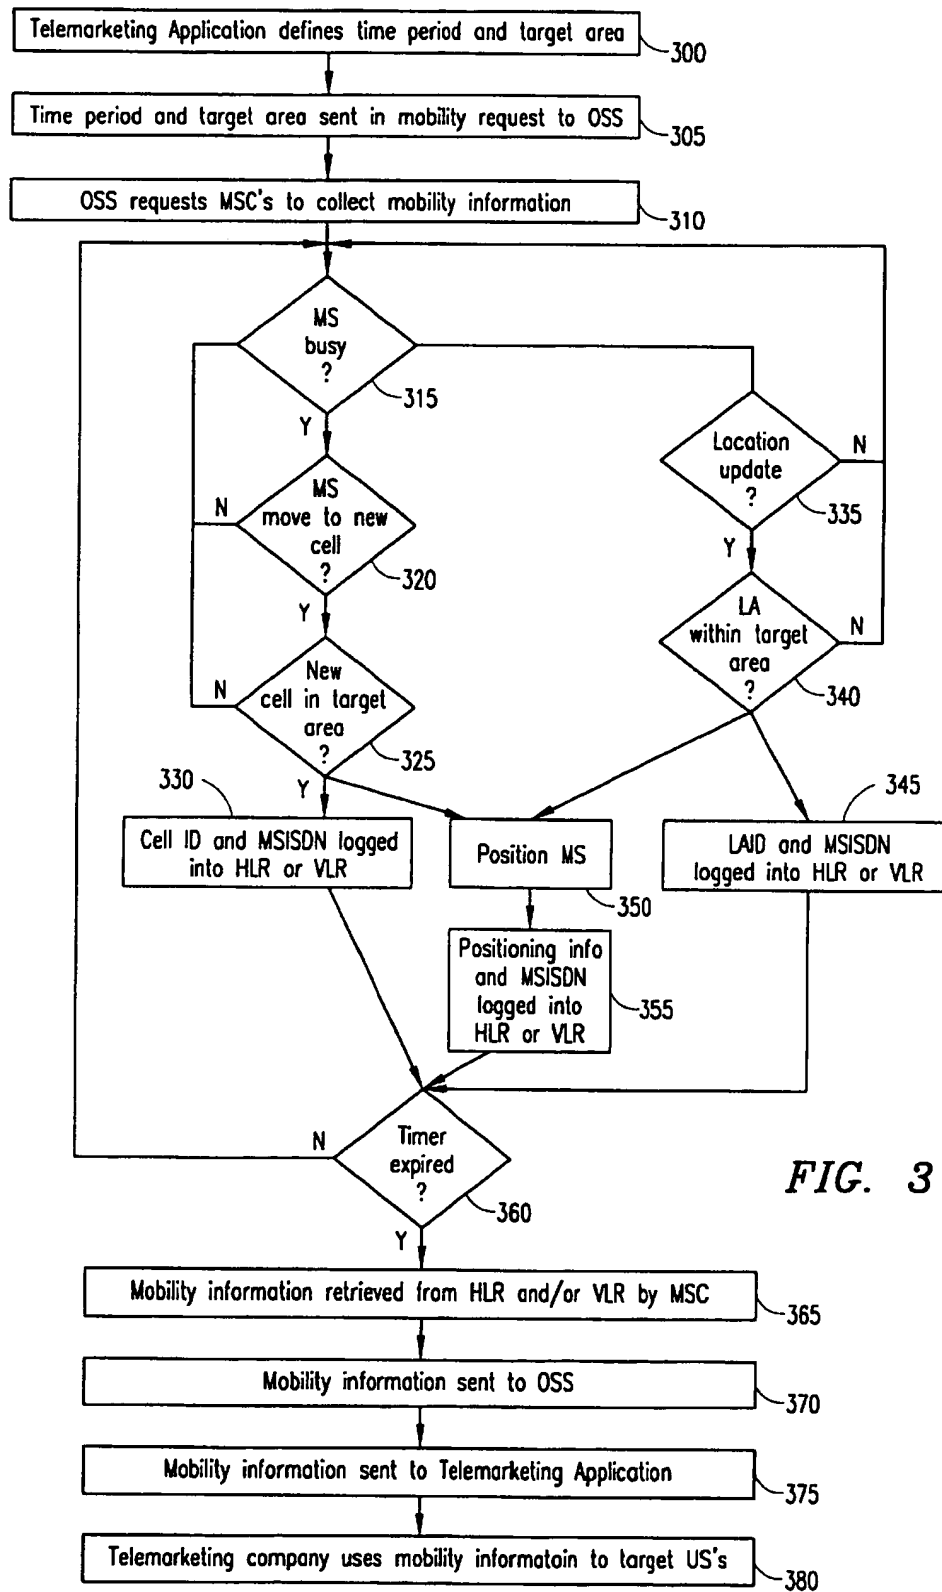 Telemarketing Application defines time period and target area
300
Time period and target area sent in mobility request to OSS
305
OSS requests MSC's to collect mobility information
310
MS
busy
?
315
Y
Location
update
?
335
N
Y
MS
move to new
cell
?
320
N
Y
LA
within target
area
?
340
N
New
cell in target
area
?
325
N
Y
330
Cell ID and MSISDN logged
into HLR or VLR
Position MS
350
345
LAID and MSISDN
logged into HLR or VLR
Positioning info
and MSISDN
logged into
HLR or VLR
355
Timer
expired
?
360
N
Y
FIG. 3
Mobility information retrieved from HLR and/or VLR by MSC
365
Mobility information sent to OSS
370
Mobility information sent to Telemarketing Application
375
Telemarketing company uses mobility informatoin to target US's
380